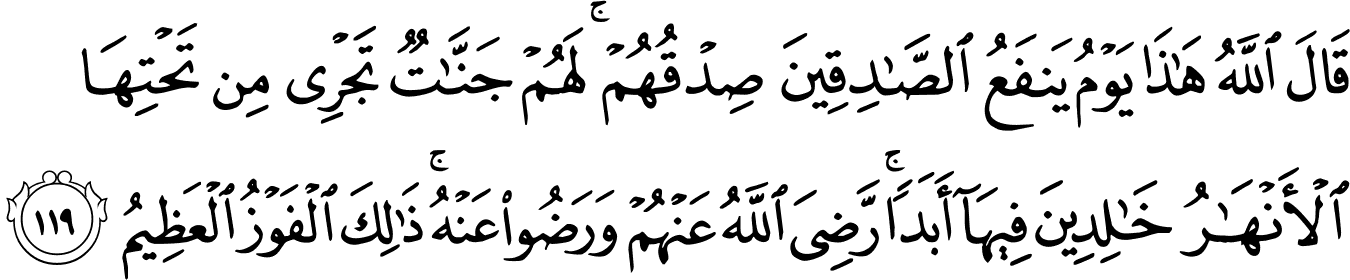 قَالَ ٱللَّهُ هَٰذَا يَوۡمُ يَنفَعُ ٱلصَّٰدِقِينَ صِدۡقُهُمۡۚ لَهُمۡ جَنَّٰتٞ تَجۡرِي مِن تَحۡتِهَا
ٱلۡأَنۡهَٰرُ خَٰلِدِينَ فِيهَآ أَبَدٗاۚ رَّضِيَ ٱللَّهُ عَنۡهُمۡ وَرَضُواْ عَنۡهُۚ ذَٰلِكَ ٱلۡفَوۡزُ ٱلۡعَظِيمُ ١١٩